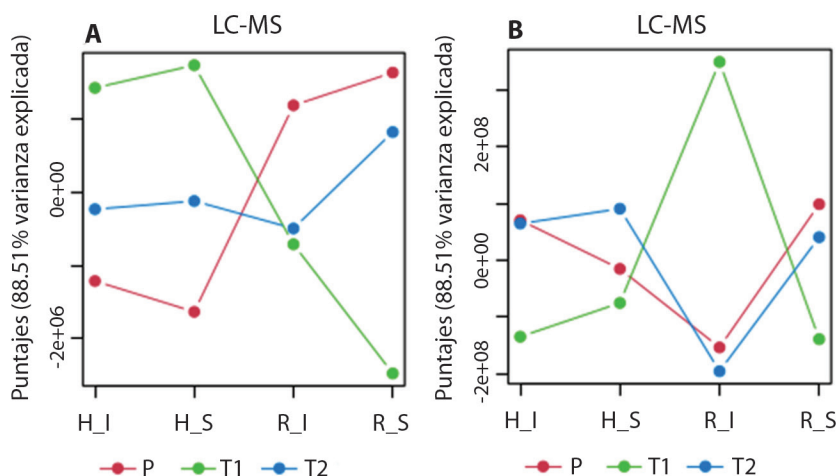 A
LC-MS
Puntajes (88.51% varianza explicada)
0e+00
-2e+06
H_I
H_S
R_I
R_S
P
T1
T2
B
LC-MS
Puntajes (88.51% varianza explicada)
2e+08
0e+00
-2e+08
H_I
H_S
R_I
R_S
P
T1
T2